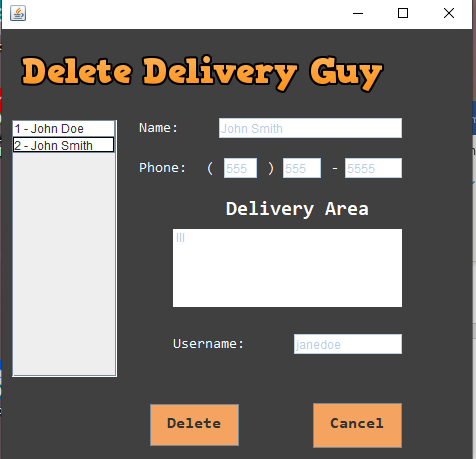 Delete Delivery Guy
1 - John Doe
2 - John Smith
Name: John Smith
Phone: ( 555 ) 555 - 5555
Delivery Area
lll
Username: janedoe
Delete Cancel